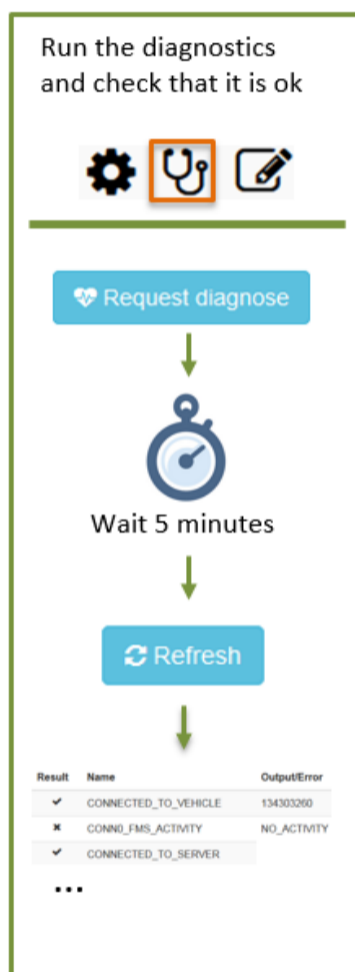 Run the diagnostics
and check that it is ok
Request diagnose
Wait 5 minutes
Refresh
Result Name Output/Error
CONNECTED_TO_VEHICLE 134303260
CONN0_FMS_ACTIVITY NO_ACTIVITY
CONNECTED_TO_SERVER
...